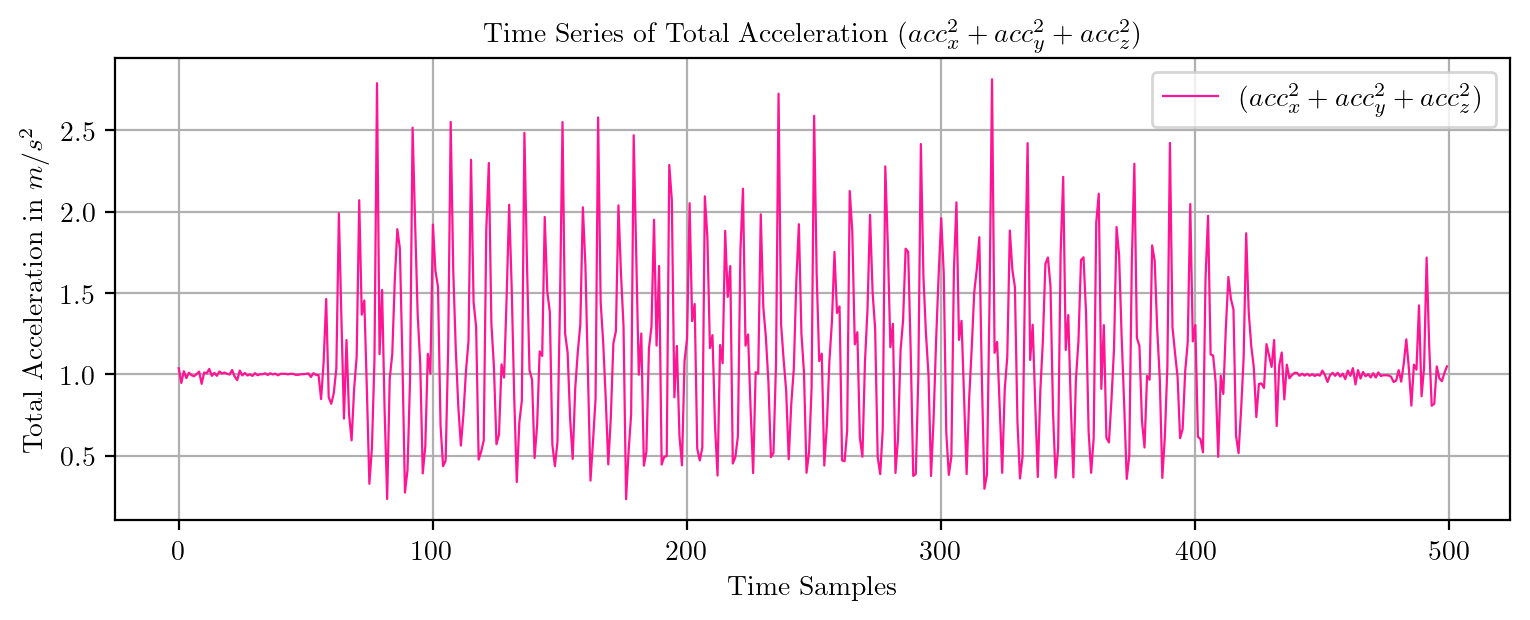 Time Series of Total Acceleration (acc_x^2 + acc_y^2 + acc_z^2)
(acc_x^2 + acc_y^2 + acc_z^2)
Total Acceleration in m/s^2
2.5
2.0
1.5
1.0
0.5
0 100 200 300 400 500
Time Samples